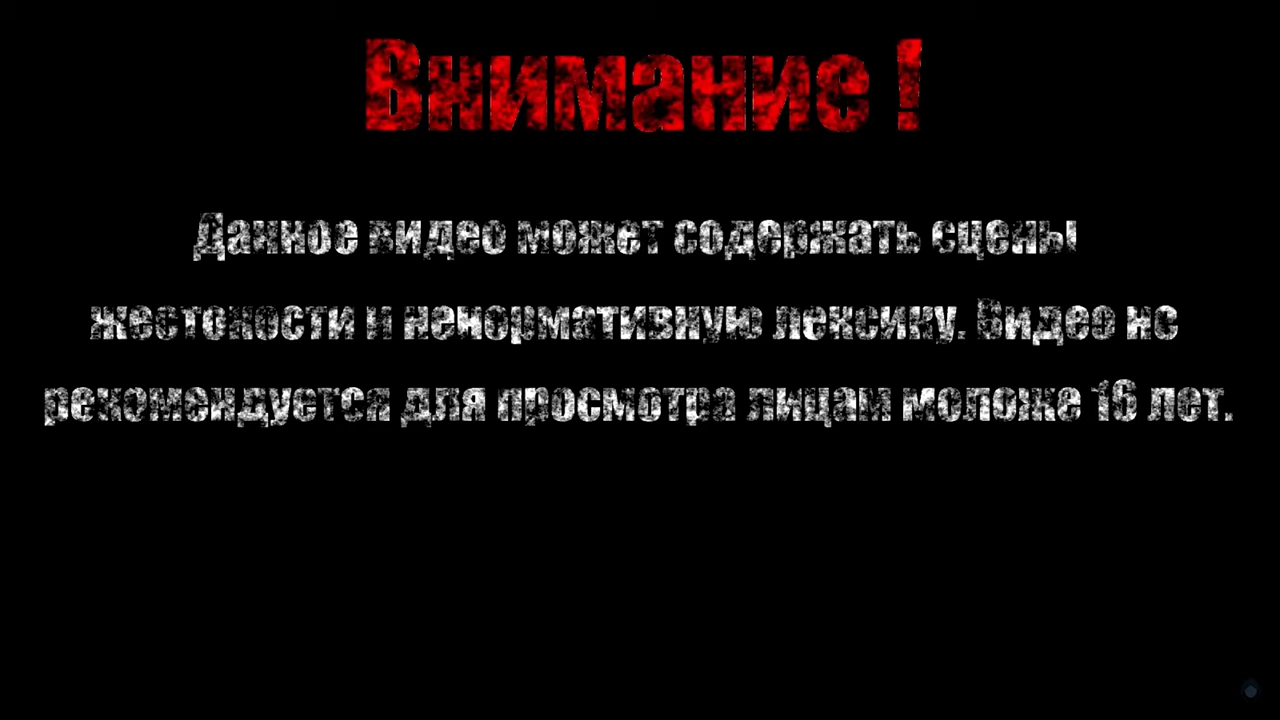 Внимание !
Данное видео может содержать сцены
жестокости и ненормативную лексику. Видео не
рекомендуется для просмотра лицам моложе 16 лет.